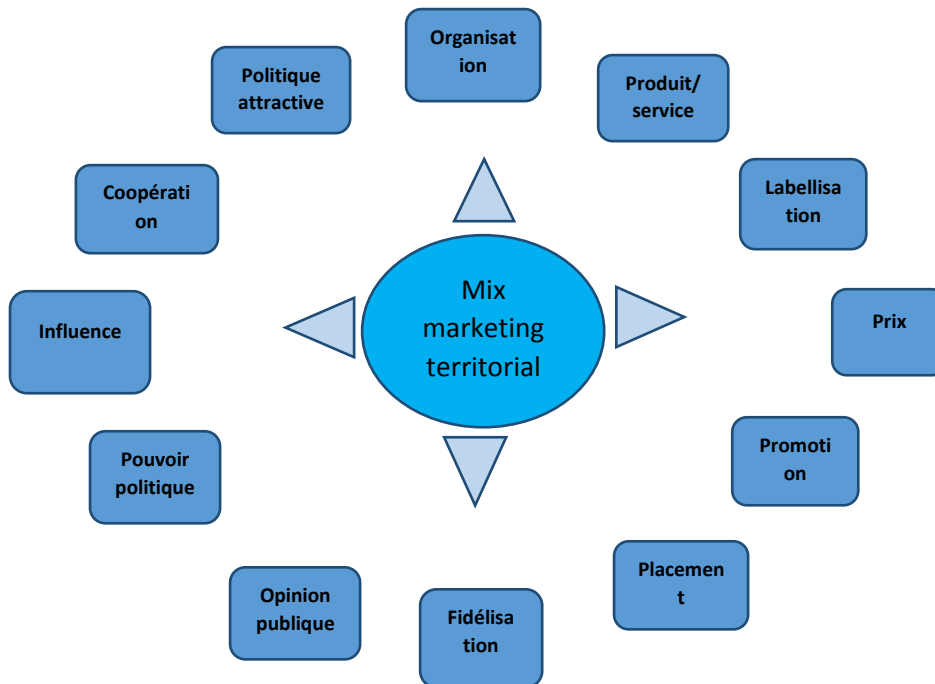 Organisat
ion
Politique
attractive
Produit/
service
Coopérati
on
Labellisa
tion
Mix
marketing
territorial
Influence
Prix
Pouvoir
politique
Promoti
on
Placemen
t
Opinion
publique
Fidélisa
tion